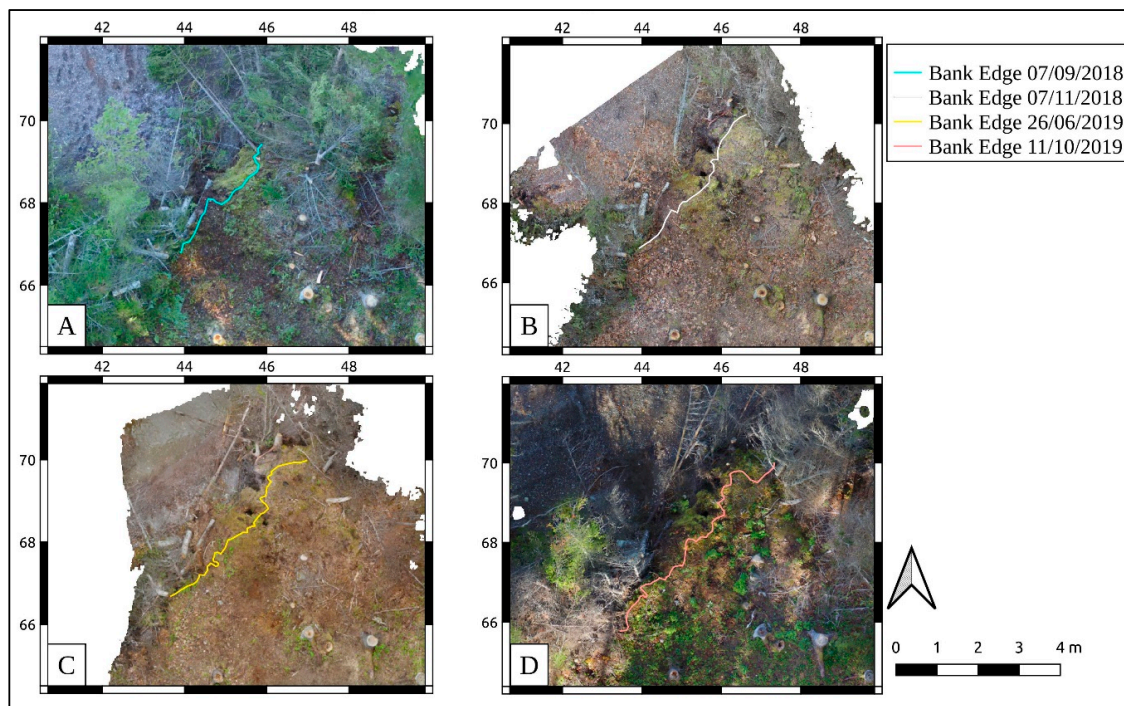 42 44 46 48
42 44 46 48
Bank Edge 07/09/2018
Bank Edge 07/11/2018
Bank Edge 26/06/2019
Bank Edge 11/10/2019
70
70
68
68
66
66
A
B
42 44 46 48
42 44 46 48
70
70
68
68
66
66
C
D
0 1 2 3 4 m